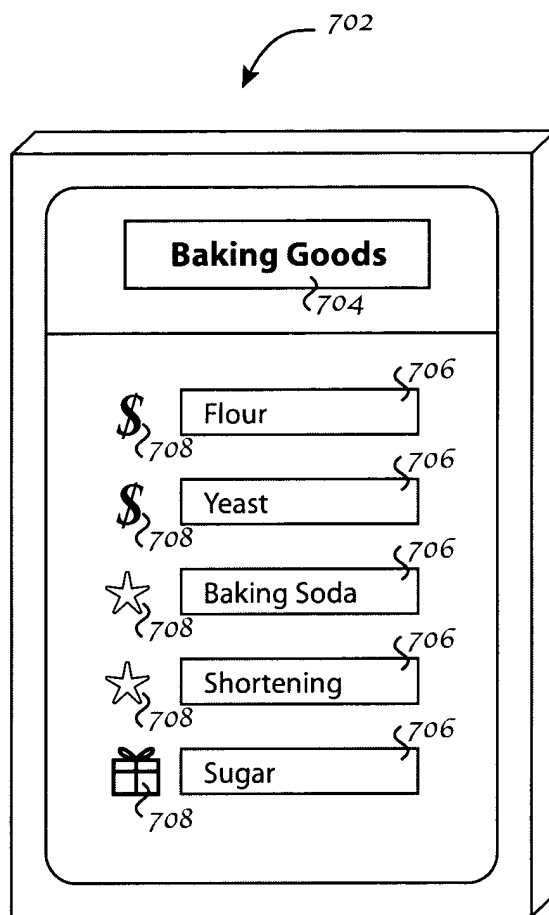 702
Baking Goods
704
706
$ Flour
708
706
$ Yeast
708
706
Baking Soda
708
706
Shortening
708
706
Sugar
708